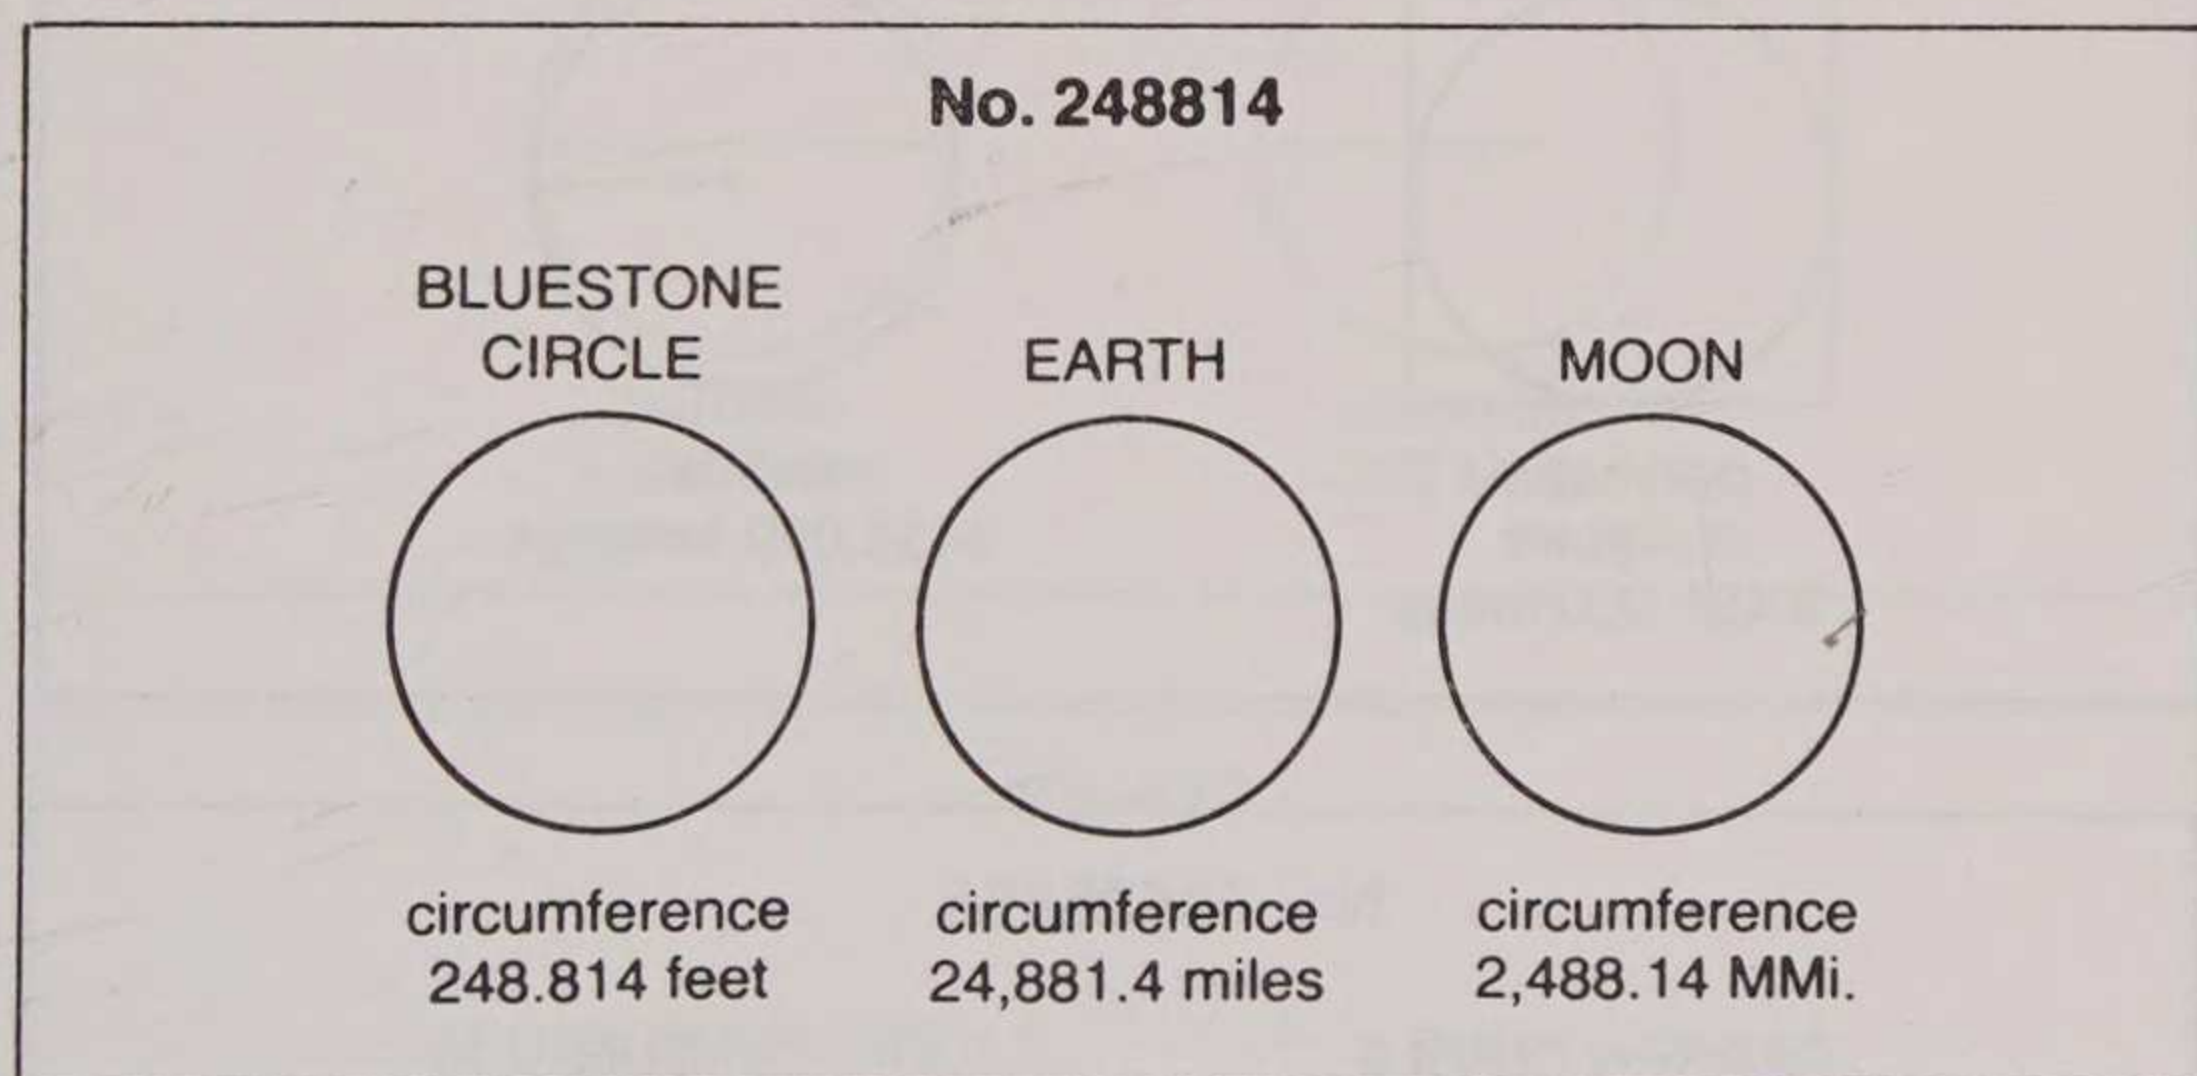 No. 248814
BLUESTONE
CIRCLE
EARTH
MOON
circumference
248.814 feet
circumference
24,881.4 miles
circumference
2,488.14 MMi.